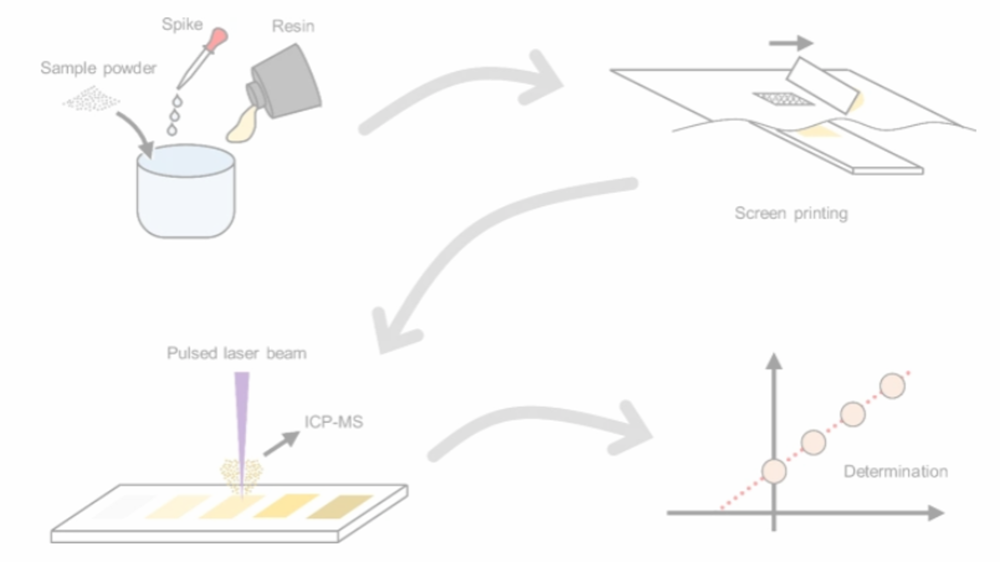 Spike
Resin
Sample powder
Screen printing
Pulsed laser beam
ICP-MS
Determination